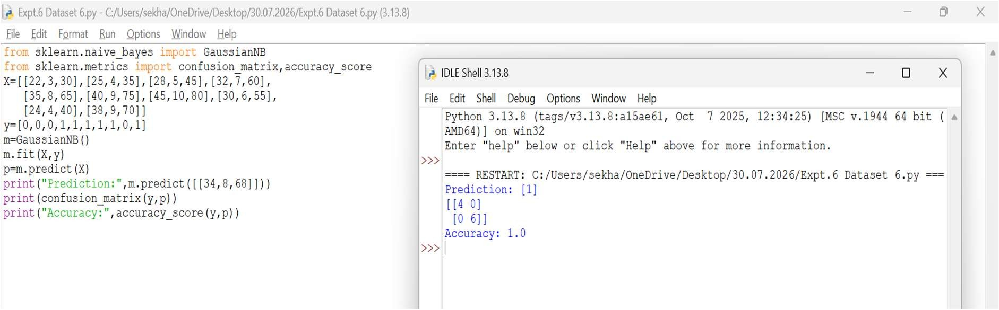 Expt.6 Dataset 6.py - C:/Users/sekha/OneDrive/Desktop/30.07.2026/Expt.6 Dataset 6.py (3.13.8)
File Edit Format Run Options Window Help
from sklearn.naive_bayes import GaussianNB
from sklearn.metrics import confusion_matrix,accuracy_score
X=[[22,3,30],[25,4,35],[28,5,45],[32,7,60],
   [35,8,65],[40,9,75],[45,10,80],[30,6,55],
   [24,4,40],[38,9,70]]
y=[0,0,0,1,1,1,1,1,0,1]
m=GaussianNB()
m.fit(X,y)
p=m.predict(X)
print("Prediction:",m.predict([[34,8,68]]))
print(confusion_matrix(y,p))
print("Accuracy:",accuracy_score(y,p))
IDLE Shell 3.13.8
File Edit Shell Debug Options Window Help
Python 3.13.8 (tags/v3.13.8:a15ae61, Oct  7 2025, 12:34:25) [MSC v.1944 64 bit (
AMD64)] on win32
Enter "help" below or click "Help" above for more information.
>>>
==== RESTART: C:/Users/sekha/OneDrive/Desktop/30.07.2026/Expt.6 Dataset 6.py ===
Prediction: [1]
[[4 0]
 [0 6]]
Accuracy: 1.0
>>>